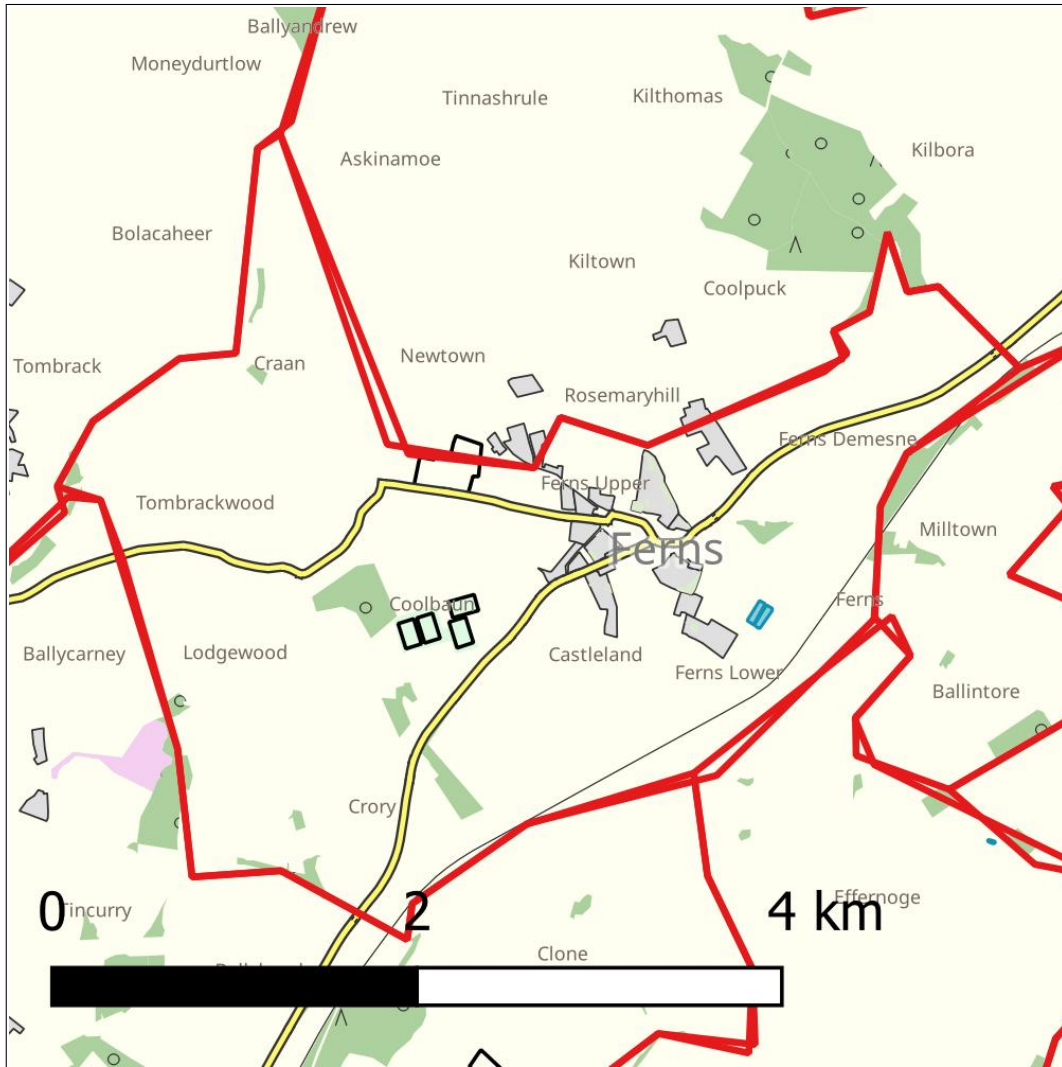 Ballyandrew
Moneydurtlow
Tinnashrule
Kilthomas
Askinamoe
Kilbora
Bolacaheer
Kiltown
Coolpuck
Newtown
Tombrack
Craan
Rosemaryhill
Ferns Demesne
Ferns Upper
Tombrackwood
Milltown
Ferns
Coolbaun
Ferns
Ballycarney
Lodgewood
Castleland
Ferns Lower
Ballintore
Crory
Effernoge
0
2
4 km
Tincurry
Clone